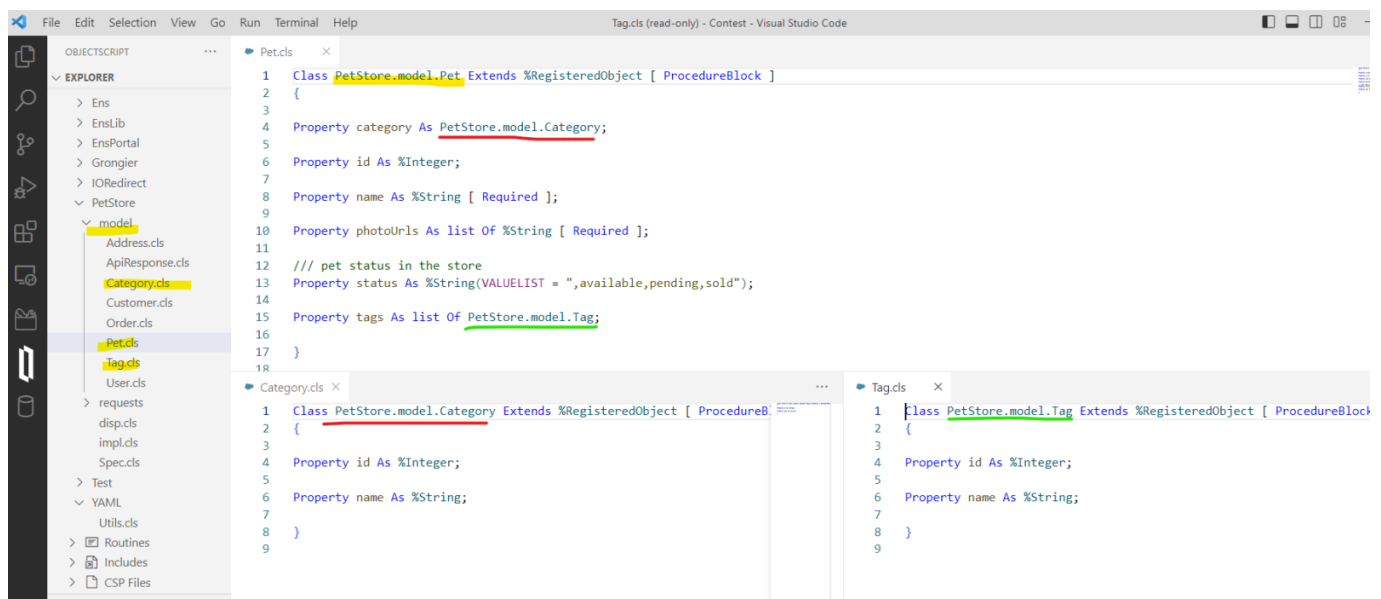 File Edit Selection View Go Run Terminal Help
Tag.cls (read-only) - Contest - Visual Studio Code
OBJECTSCRIPT ...
EXPLORER
Ens
EnsLib
EnsPortal
Grongier
IORedirect
PetStore
model
Address.cls
ApiResponse.cls
Category.cls
Customer.cls
Order.cls
Pet.cls
Tag.cls
User.cls
requests
disp.cls
impl.cls
Spec.cls
Test
YAML
Utils.cls
Routines
Includes
CSP Files
Pet.cls
1 Class PetStore.model.Pet Extends %RegisteredObject [ ProcedureBlock ]
2 {
3
4 Property category As PetStore.model.Category;
5
6 Property id As %Integer;
7
8 Property name As %String [ Required ];
9
10 Property photoUrls As list Of %String [ Required ];
11
12 /// pet status in the store
13 Property status As %String(VALUELIST = ",available,pending,sold");
14
15 Property tags As list Of PetStore.model.Tag;
16
17 }
18
Category.cls ...
1 Class PetStore.model.Category Extends %RegisteredObject [ ProcedureB
2 {
3
4 Property id As %Integer;
5
6 Property name As %String;
7
8 }
9
Tag.cls
1 Class PetStore.model.Tag Extends %RegisteredObject [ ProcedureBlock
2 {
3
4 Property id As %Integer;
5
6 Property name As %String;
7
8 }
9